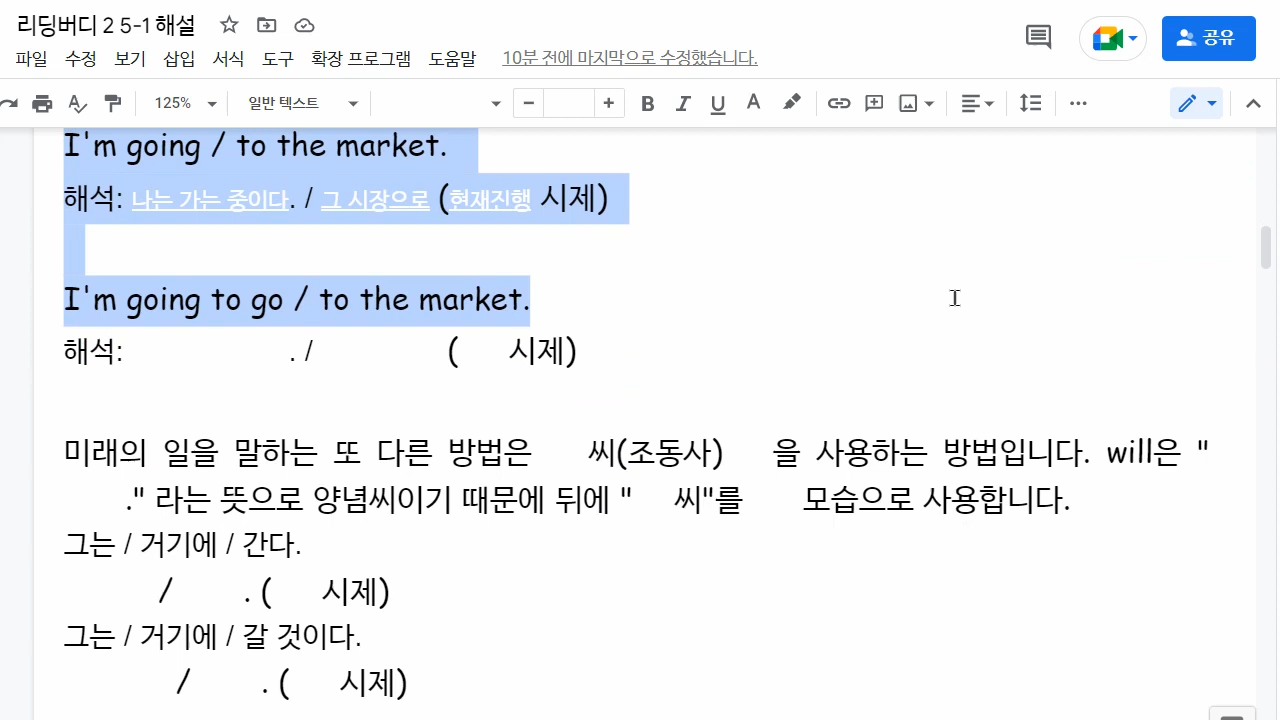 리딩버디 2 5-1 해설
파일 수정 보기 삽입 서식 도구 확장 프로그램 도움말 10분 전에 마지막으로 수정했습니다.
공유
125% 일반 텍스트 B I U A
I'm going / to the market.
해석: 나는 가는 중이다. / 그 시장으로 (현재진행 시제)
I'm going to go / to the market.
해석: . / ( 시제)
미래의 일을 말하는 또 다른 방법은 씨(조동사) 을 사용하는 방법입니다. will은 "
." 라는 뜻으로 양념씨이기 때문에 뒤에 " 씨"를 모습으로 사용합니다.
그는 / 거기에 / 간다.
/ . ( 시제)
그는 / 거기에 / 갈 것이다.
/ . ( 시제)